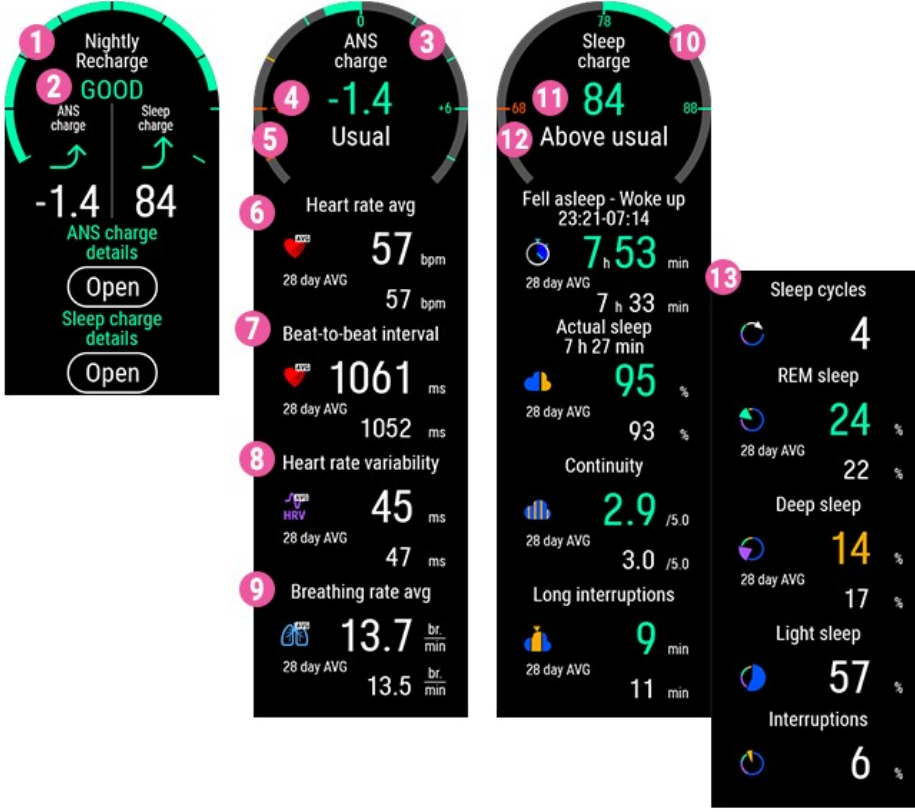 1
Nightly
Recharge
2
GOOD
ANS
charge
Sleep
charge
-1.4
84
ANS charge
details
Open
Sleep charge
details
Open
0
3
ANS
charge
4
-1.4
+6
5
Usual
6
Heart rate avg
AVG
57 bpm
28 day AVG
57 bpm
7
Beat-to-beat interval
AVG
1061 ms
28 day AVG
1052 ms
8
Heart rate variability
AVG
HRV
45 ms
28 day AVG
47 ms
9
Breathing rate avg
AVG
13.7 br.
min
28 day AVG
13.5 br.
min
78
10
Sleep
charge
68
11
84
88
12
Above usual
Fell asleep - Woke up
23:21-07:14
7 h 53 min
28 day AVG
7 h 33 min
Actual sleep
7 h 27 min
95 %
28 day AVG
93 %
Continuity
2.9 /5.0
28 day AVG
3.0 /5.0
Long interruptions
9 min
28 day AVG
11 min
13
Sleep cycles
4
REM sleep
24 %
28 day AVG
22 %
Deep sleep
14 %
28 day AVG
17 %
Light sleep
57 %
Interruptions
6 %